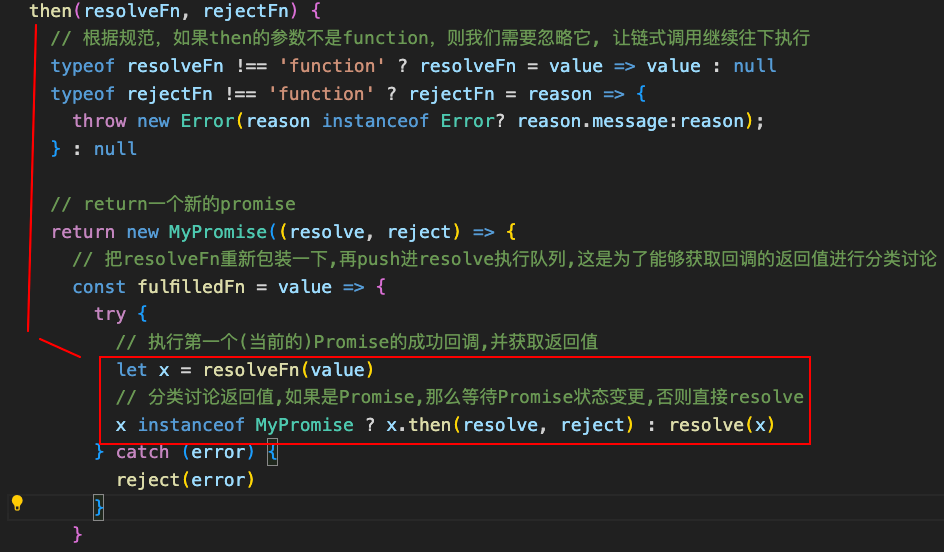 then(resolveFn, rejectFn) {
// 根据规范，如果then的参数不是function，则我们需要忽略它, 让链式调用继续往下执行
typeof resolveFn !== 'function' ? resolveFn = value => value : null
typeof rejectFn !== 'function' ? rejectFn = reason => {
throw new Error(reason instanceof Error? reason.message:reason);
} : null
// return一个新的promise
return new MyPromise((resolve, reject) => {
// 把resolveFn重新包装一下,再push进resolve执行队列,这是为了能够获取回调的返回值进行分类讨论
const fulfilledFn = value => {
try {
// 执行第一个(当前的)Promise的成功回调,并获取返回值
let x = resolveFn(value)
// 分类讨论返回值,如果是Promise,那么等待Promise状态变更,否则直接resolve
x instanceof MyPromise ? x.then(resolve, reject) : resolve(x)
} catch (error) {
reject(error)
}
}